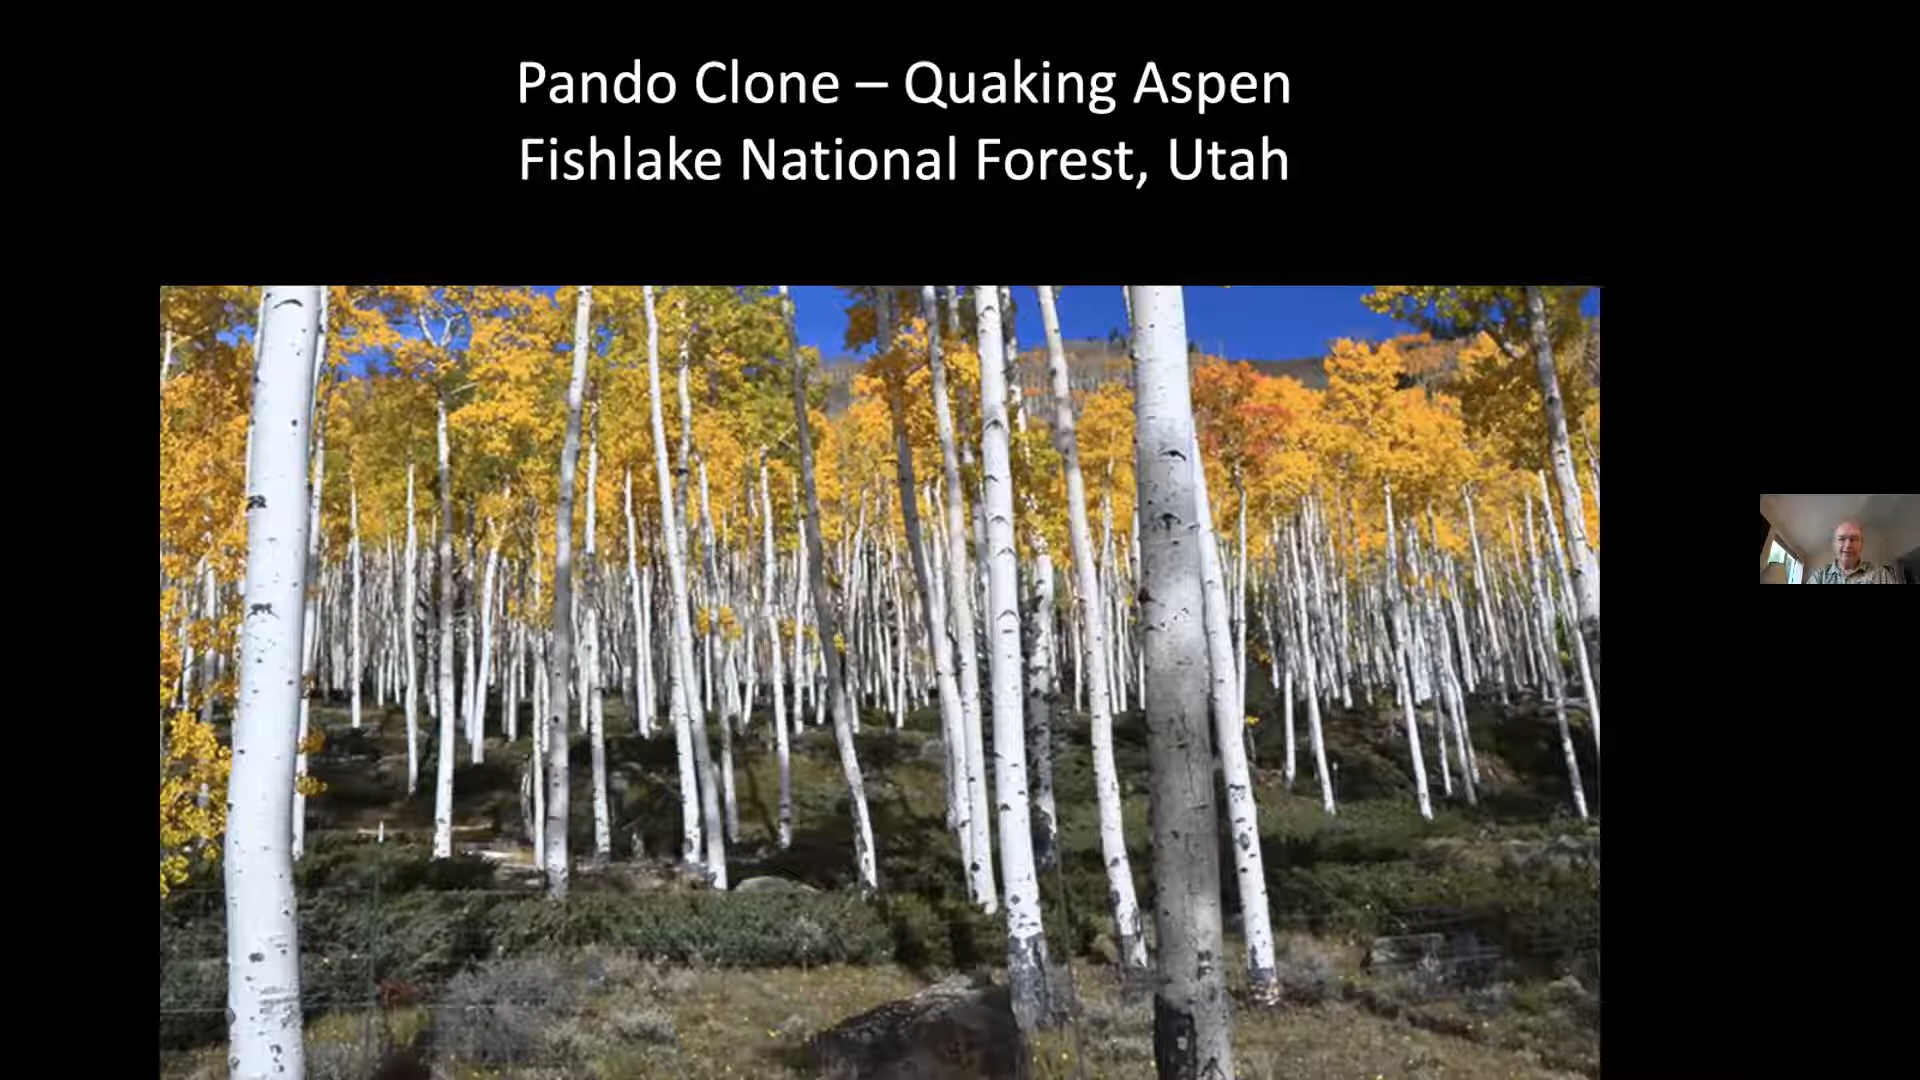 Pando Clone – Quaking Aspen
Fishlake National Forest, Utah